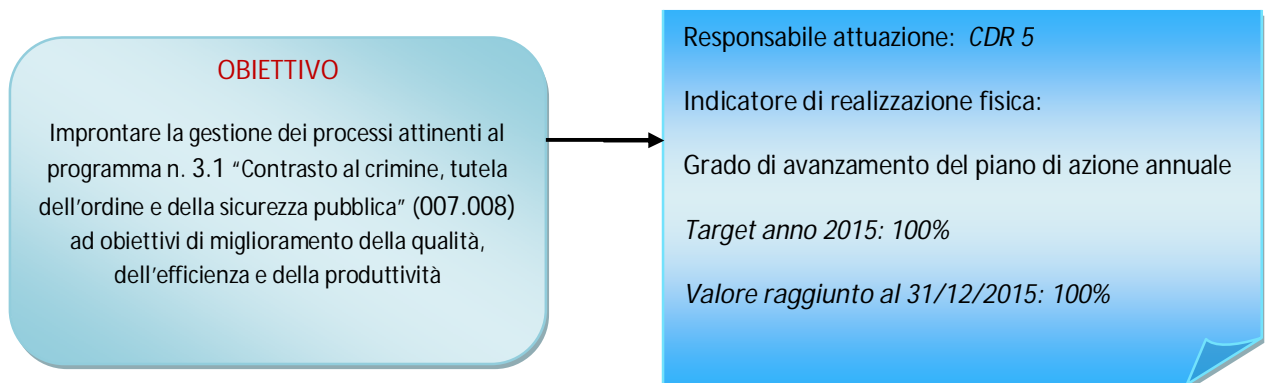 OBIETTIVO
Improntare la gestione dei processi attinenti al
programma n. 3.1 “Contrasto al crimine, tutela
dell’ordine e della sicurezza pubblica” (007.008)
ad obiettivi di miglioramento della qualità,
dell’efficienza e della produttività
Responsabile attuazione: CDR 5
Indicatore di realizzazione fisica:
Grado di avanzamento del piano di azione annuale
Target anno 2015: 100%
Valore raggiunto al 31/12/2015: 100%